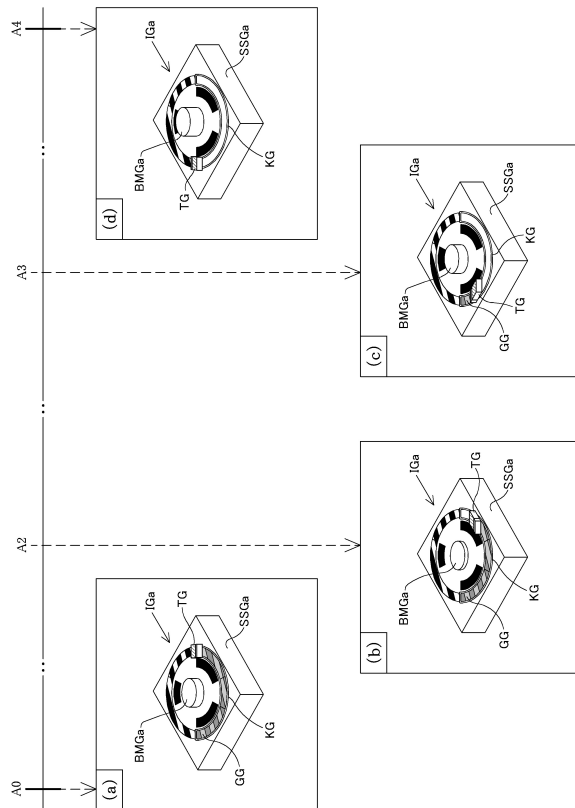 A0 ... A2 ... A3 ... A4
(a)
BMGa
IGa
TG
SSGa
GG
KG
(b)
BMGa
IGa
TG
SSGa
GG
KG
(c)
BMGa
IGa
SSGa
GG
TG
KG
(d)
BMGa
IGa
TG
SSGa
KG